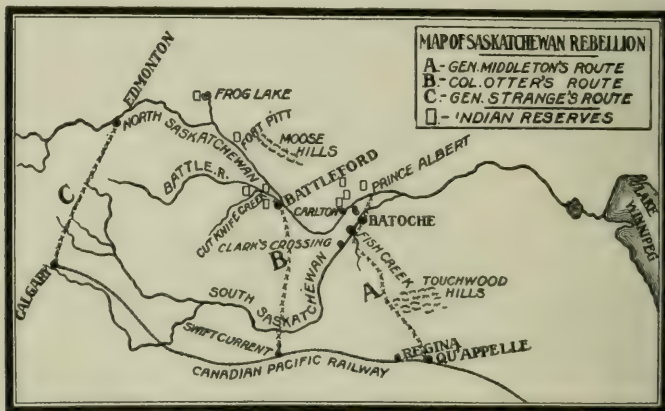 MAP OF SASKATCHEWAN REBELLION
A.- GEN. MIDDLETON'S ROUTE
B.- COL. OTTER'S ROUTE
C.- GEN. STRANGE'S ROUTE
▯.- INDIAN RESERVES
EDMONTON
FROG LAKE
NORTH SASKATCHEWAN
FORT PITT
MOOSE
HILLS
BATTLE. R.
BATTLEFORD
PRINCE ALBERT
C
CUT KNIFE CREEK
CARLTON
BATOCHE
LAKE
WINNIPEG
CLARK'S CROSSING
FISH CREEK
B
A
TOUCHWOOD
HILLS
CALGARY
SOUTH SASKATCHEWAN
SWIFT CURRENT
REGINA
QU'APPELLE
CANADIAN PACIFIC RAILWAY